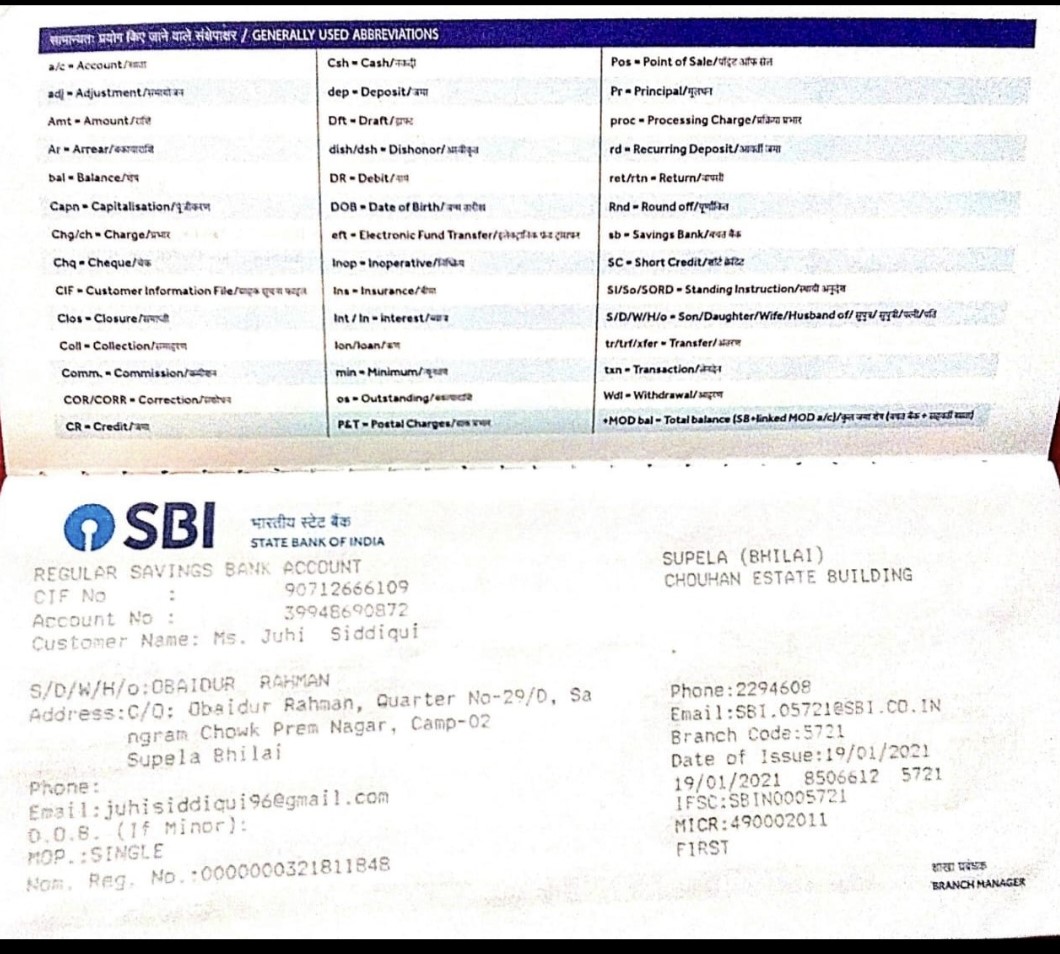 सामान्यतः प्रयोग किए जाने वाले संक्षेपाक्षर / GENERALLY USED ABBREVIATIONS
a/c = Account/खाता
adj = Adjustment/समायोजन
Amt = Amount/राशि
Ar = Arrear/बकायाराशि
bal = Balance/शेष
Capn = Capitalisation/पूंजीकरण
Chg/ch = Charge/प्रभार
Chq = Cheque/चेक
CIF = Customer Information File/ग्राहक सूचना फाइल
Clos = Closure/समाप्ति
Coll = Collection/समाहरण
Comm. = Commission/कमीशन
COR/CORR = Correction/संशोधन
CR = Credit/जमा
Csh = Cash/नकदी
dep = Deposit/जमा
Dft = Draft/ड्राफ्ट
dish/dsh = Dishonor/अस्वीकृत
DR = Debit/नामे
DOB = Date of Birth/जन्म तारीख
eft = Electronic Fund Transfer/इलेक्ट्रॉनिक फंड ट्रान्सफर
Inop = Inoperative/निष्क्रिय
Ins = Insurance/बीमा
Int / In = Interest/ब्याज
lon/loan/ऋण
min = Minimum/न्यूनतम
os = Outstanding/बकायाराशि
P&T = Postal Charges/डाक प्रभार
Pos = Point of Sale/पॉइंट ऑफ सेल
Pr = Principal/मूलधन
proc = Processing Charge/प्रक्रिया प्रभार
rd = Recurring Deposit/आवर्ती जमा
ret/rtn = Return/वापसी
Rnd = Round off/पूर्णांकित
sb = Savings Bank/बचत बैंक
SC = Short Credit/शॉर्ट क्रेडिट
SI/So/SORD = Standing Instruction/स्थायी अनुदेश
S/D/W/H/o = Son/Daughter/Wife/Husband of/ सुपुत्र/ सुपुत्री/पत्नी/पति
tr/trf/xfer = Transfer/अंतरण
txn = Transaction/लेनदेन
Wdl = Withdrawal/आहरण
+MOD bal = Total balance (SB+linked MOD a/c)/कुल जमा शेष (बचत बैंक + सहबद्ध खाता)
SBI भारतीय स्टेट बैंक
STATE BANK OF INDIA
REGULAR SAVINGS BANK ACCOUNT
CIF No : 90712666109
Account No : 39948690872
Customer Name: Ms. Juhi Siddiqui
S/D/W/H/o:OBAIDUR RAHMAN
Address:C/O: Obaidur Rahman, Quarter No-29/D, Sa
ngram Chowk Prem Nagar, Camp-02
Supela Bhilai
Phone:
Email:juhisiddiqui96@gmail.com
D.O.B. (If Minor):
MOP.:SINGLE
Nom. Reg. No.:0000000321811848
SUPELA (BHILAI)
CHOUHAN ESTATE BUILDING
Phone:2294608
Email:SBI.05721@SBI.CO.IN
Branch Code:5721
Date of Issue:19/01/2021
19/01/2021 8506612 5721
IFSC:SBIN0005721
MICR:490002011
FIRST
शाखा प्रबंधक
BRANCH MANAGER